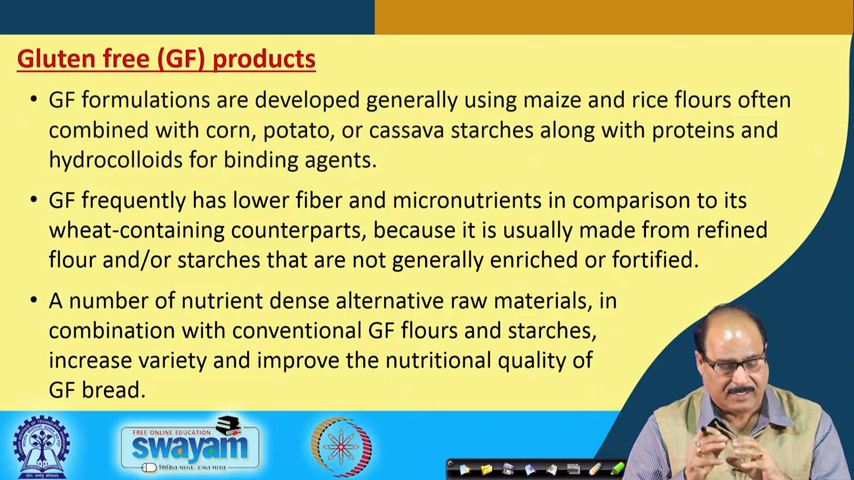 Gluten free (GF) products
• GF formulations are developed generally using maize and rice flours often
combined with corn, potato, or cassava starches along with proteins and
hydrocolloids for binding agents.
• GF frequently has lower fiber and micronutrients in comparison to its
wheat-containing counterparts, because it is usually made from refined
flour and/or starches that are not generally enriched or fortified.
• A number of nutrient dense alternative raw materials, in
combination with conventional GF flours and starches,
increase variety and improve the nutritional quality of
GF bread.
FREE ONLINE EDUCATION
swayam